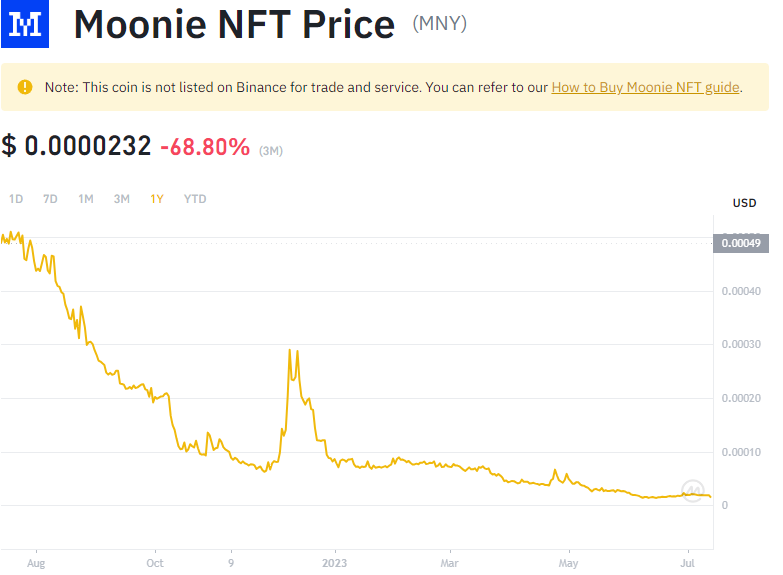 Moonie NFT Price (MNY)
Note: This coin is not listed on Binance for trade and service. You can refer to our How to Buy Moonie NFT guide.
$ 0.0000232 -68.80% (3M)
1D 7D 1M 3M 1Y YTD
USD
0.00049
0.00040
0.00030
0.00020
0.00010
0
Aug Oct 9 2023 Mar May Jul